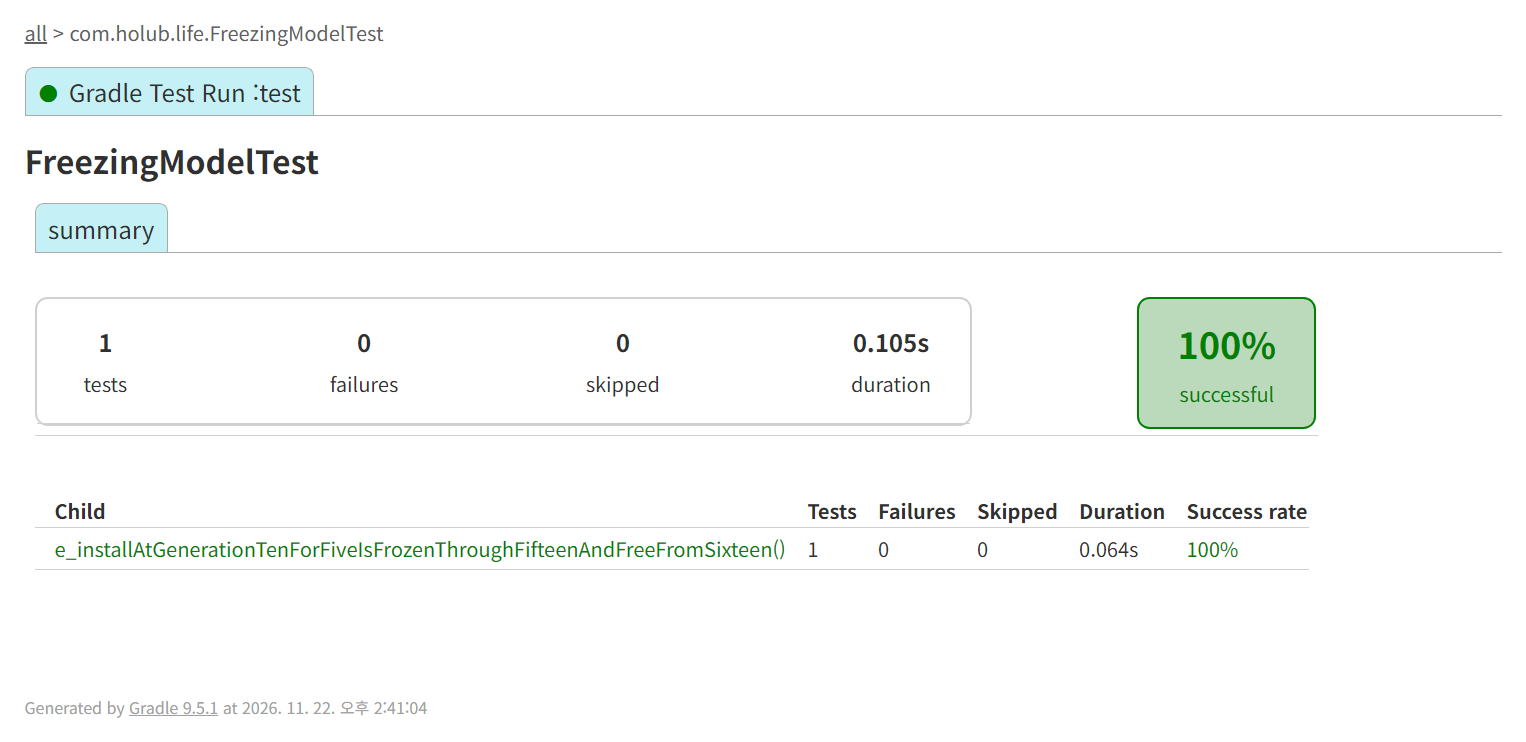 all > com.holub.life.FreezingModelTest
Gradle Test Run :test
FreezingModelTest
summary
1 0 0 0.105s
tests failures skipped duration
100%
successful
Child Tests Failures Skipped Duration Success rate
e_installAtGenerationTenForFiveIsFrozenThroughFifteenAndFreeFromSixteen() 1 0 0 0.064s 100%
Generated by Gradle 9.5.1 at 2026. 11. 22. 오후 2:41:04